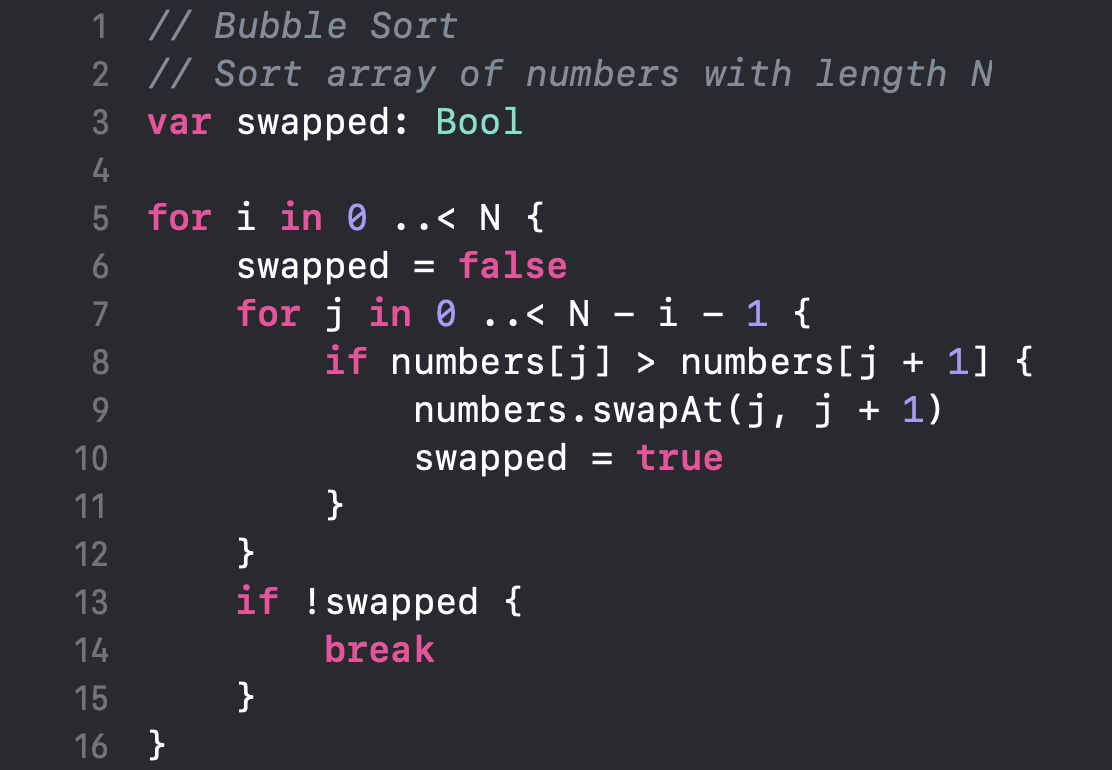 1 // Bubble Sort
2 // Sort array of numbers with length N
3 var swapped: Bool
4
5 for i in 0 ..< N {
6     swapped = false
7     for j in 0 ..< N - i - 1 {
8         if numbers[j] > numbers[j + 1] {
9             numbers.swapAt(j, j + 1)
10             swapped = true
11         }
12     }
13     if !swapped {
14         break
15     }
16 }